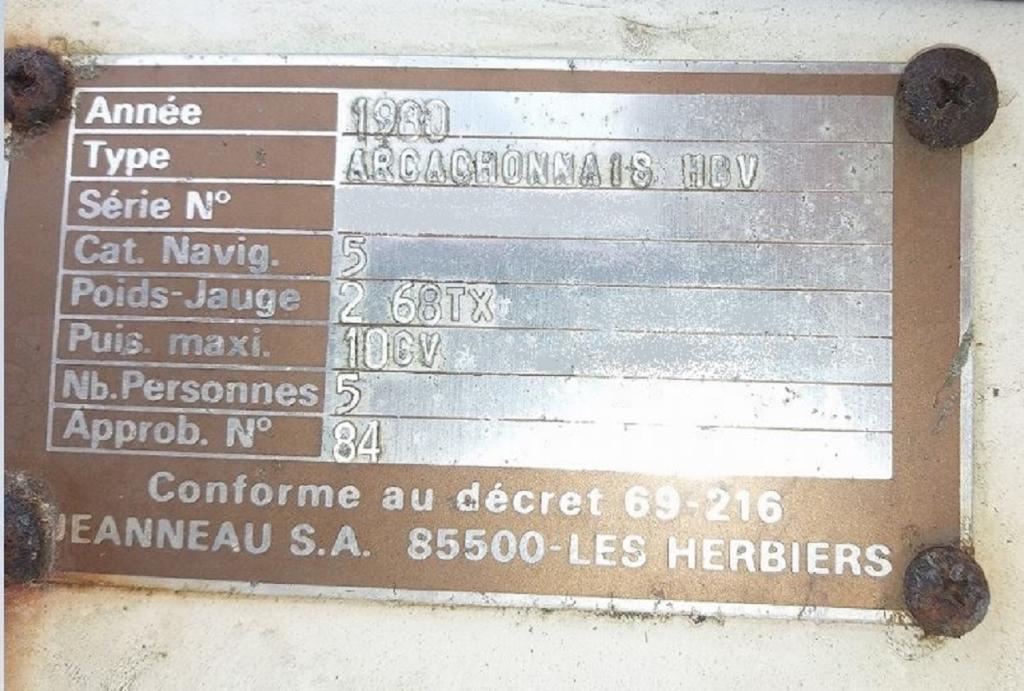 Année 1980
Type ARCACHONNAIS HBV
Série N°
Cat. Navig. 5
Poids-Jauge 2 68TX
Puis. maxi. 10CV
Nb.Personnes 5
Approb. N° 84
Conforme au décret 69-216
JEANNEAU S.A. 85500-LES HERBIERS